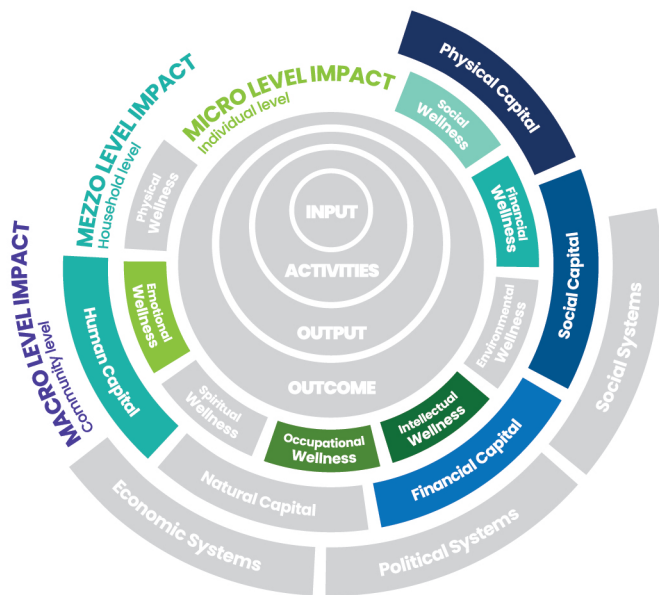 MACRO LEVEL IMPACT
Community level
MEZZO LEVEL IMPACT
Household level
MICRO LEVEL IMPACT
Individual level
INPUT
ACTIVITIES
OUTPUT
OUTCOME
Social
Wellness
Financial
Wellness
Environmental
Wellness
Intellectual
Wellness
Occupational
Wellness
Spiritual
Wellness
Emotional
Wellness
Physical
Wellness
Physical Capital
Social Capital
Financial Capital
Natural Capital
Human Capital
Social Systems
Political Systems
Economic Systems